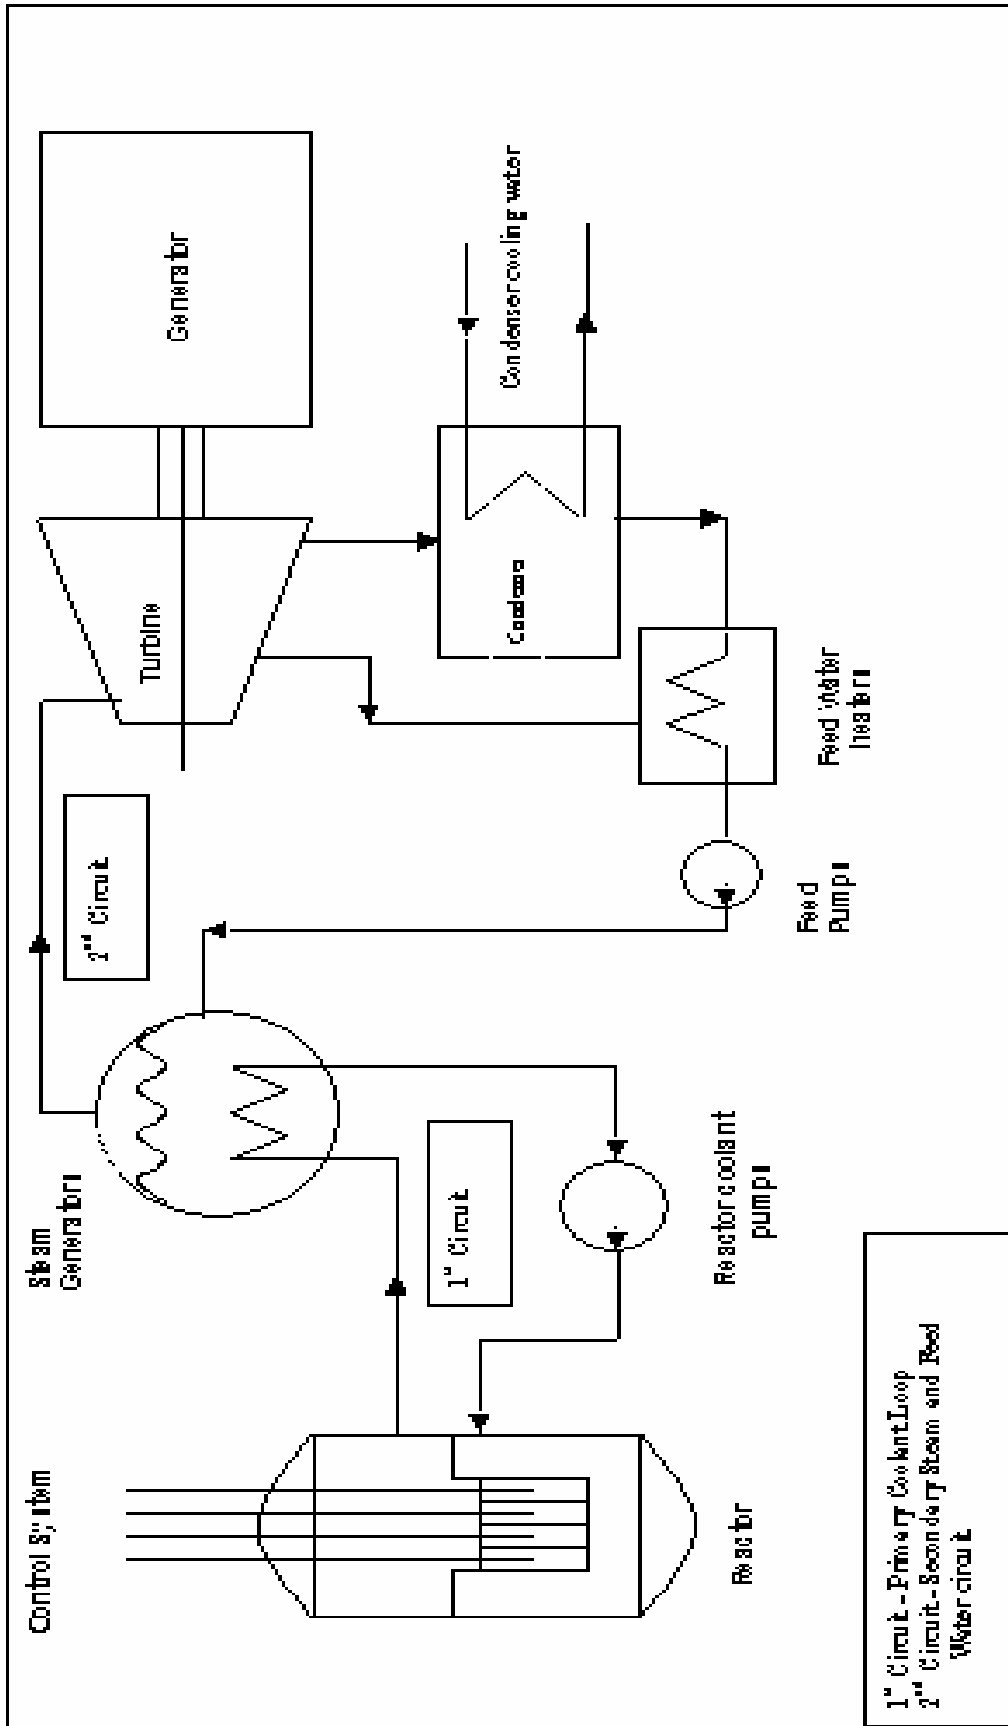 Control System
Steam
Generators
2nd Circuit
Turbine
Generator
Condenser cooling water
Condenser
1st Circuit
Reactor
Reactor coolant
pumps
Feed
Pumps
Feed Water
heaters
1st Circuit - Primary Coolant Loop
2nd Circuit - Secondary Steam and Feed
Water circuit